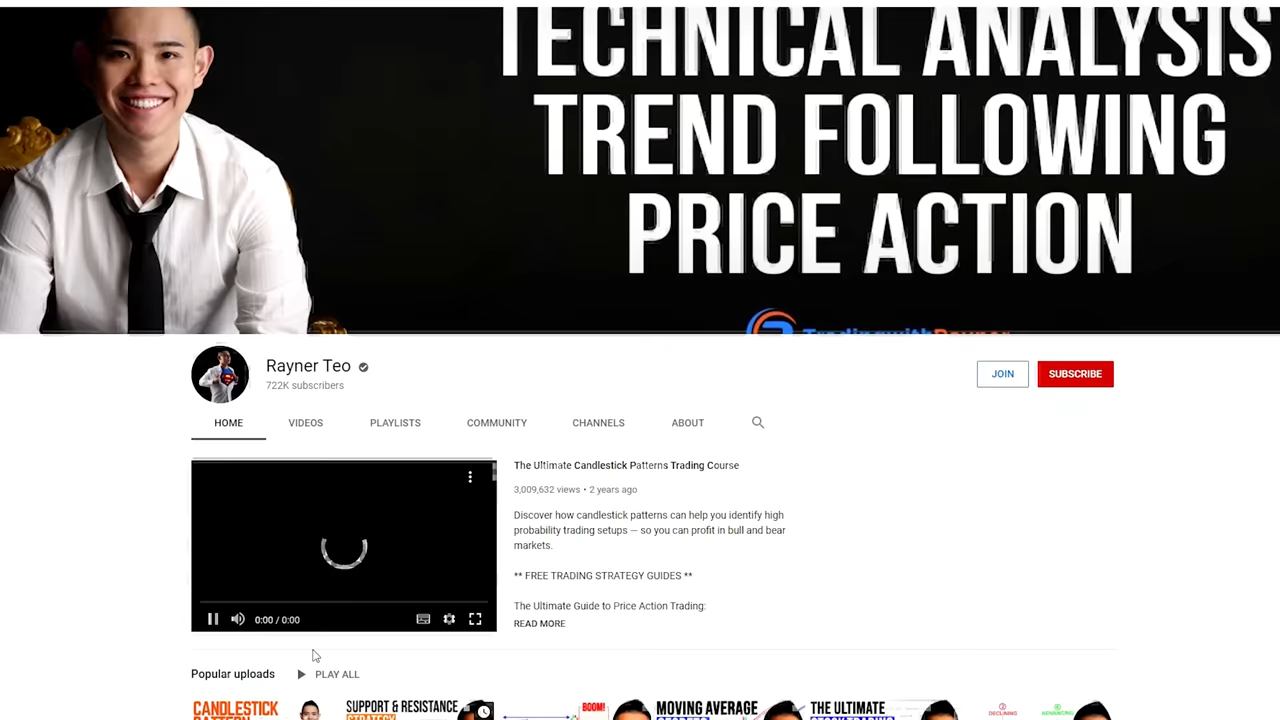 TECHNICAL ANALYSIS
TREND FOLLOWING
PRICE ACTION
TradingwithRayner
Rayner Teo
722K subscribers
JOIN
SUBSCRIBE
HOME
VIDEOS
PLAYLISTS
COMMUNITY
CHANNELS
ABOUT
The Ultimate Candlestick Patterns Trading Course
3,009,632 views • 2 years ago
Discover how candlestick patterns can help you identify high
probability trading setups — so you can profit in bull and bear
markets.
** FREE TRADING STRATEGY GUIDES **
The Ultimate Guide to Price Action Trading:
READ MORE
0:00 / 0:00
Popular uploads
PLAY ALL
CANDLESTICK
PATTERN
SUPPORT & RESISTANCE
STRATEGY
BOOM!
MOVING AVERAGE
THE ULTIMATE
DECLINING